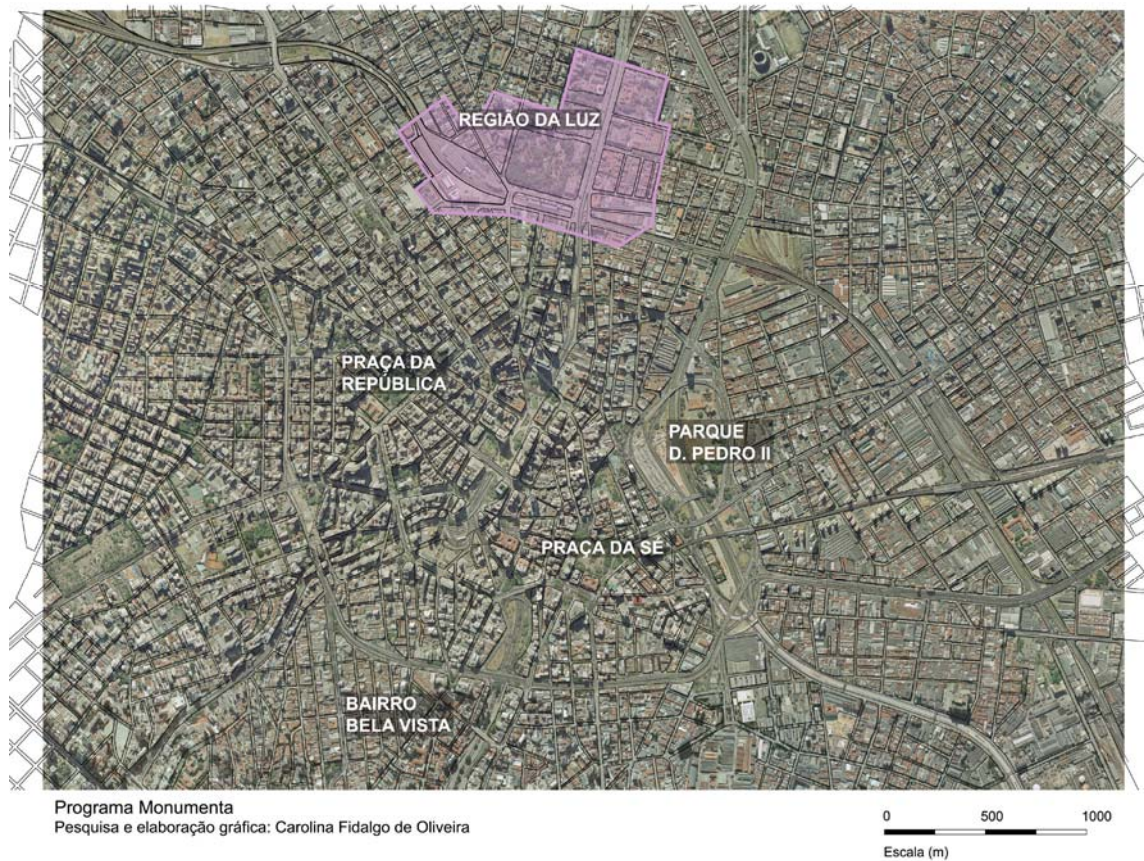 REGIÃO DA LUZ
PRAÇA DA
REPÚBLICA
PARQUE
D. PEDRO II
PRAÇA DA SÉ
BAIRRO
BELA VISTA
Programa Monumenta
Pesquisa e elaboração gráfica: Carolina Fidalgo de Oliveira
0 500 1000
Escala (m)